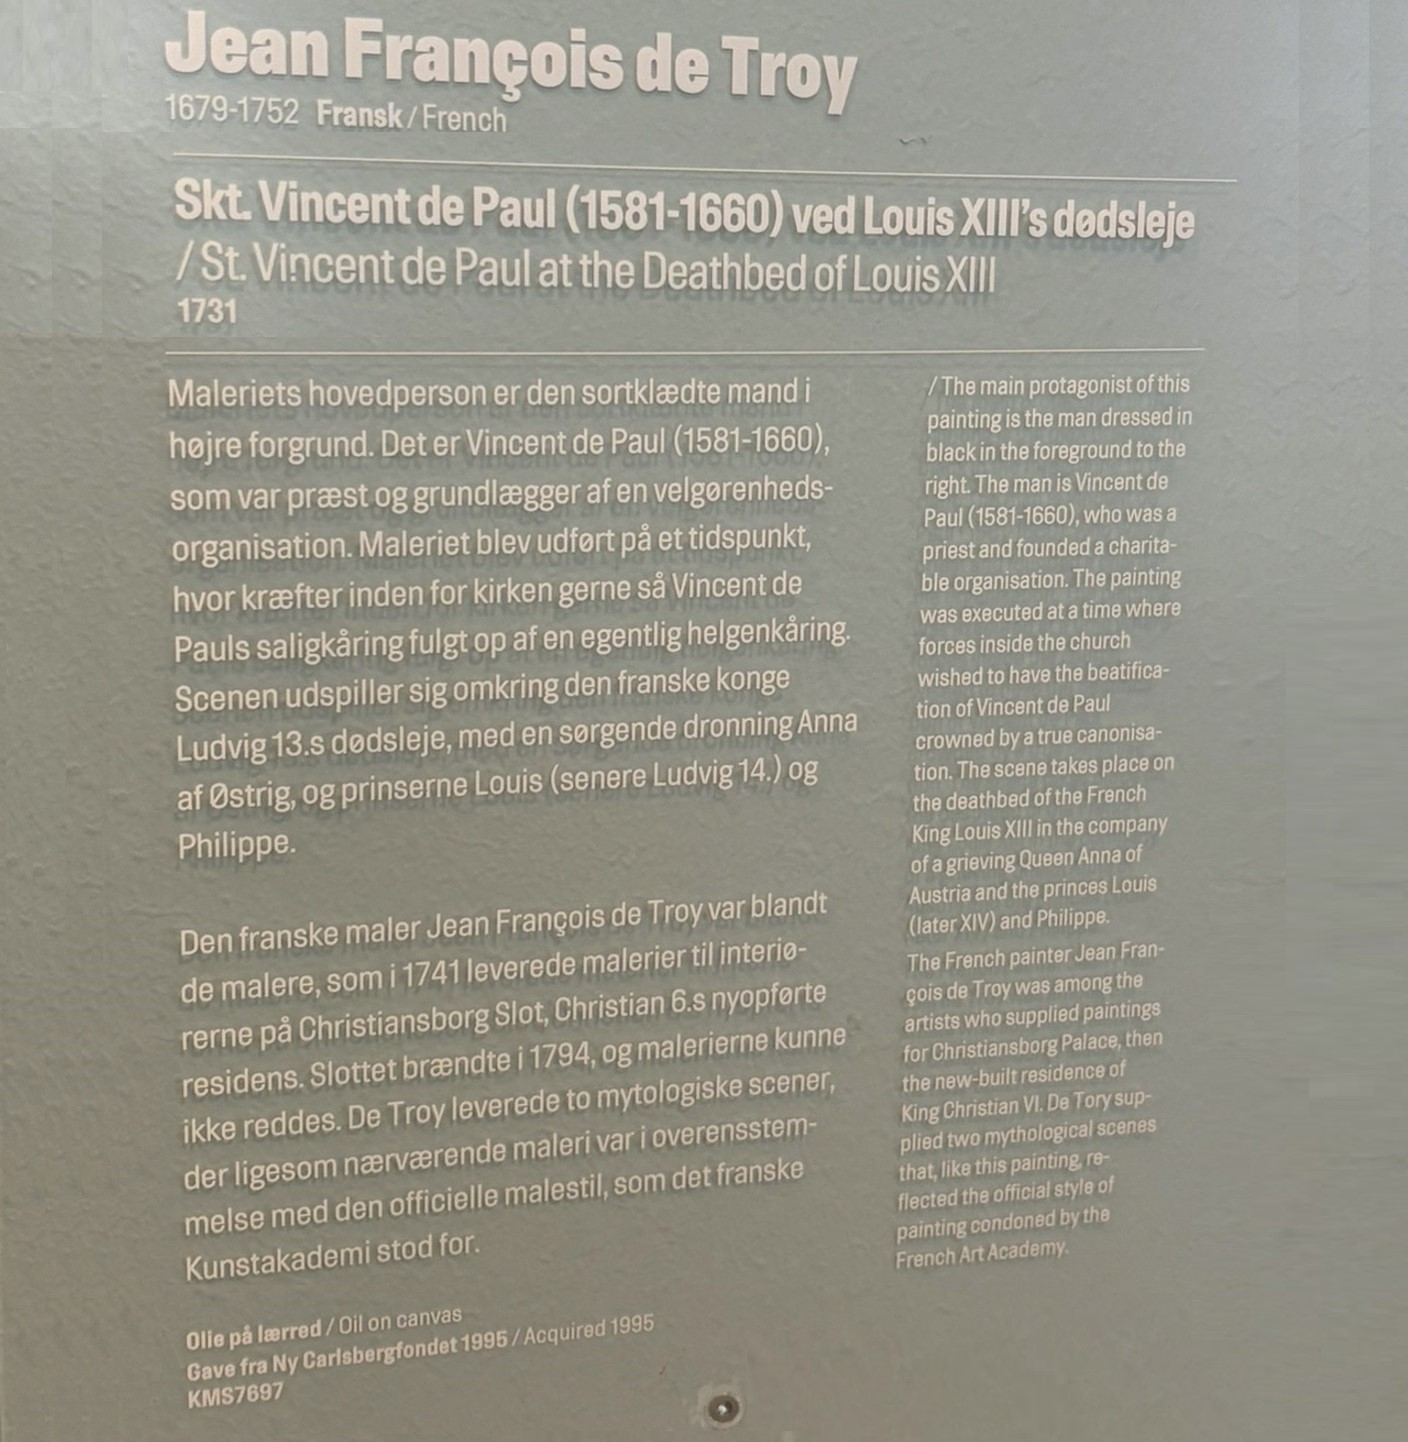 Jean François de Troy
1679-1752 Fransk / French
Skt. Vincent de Paul (1581-1660) ved Louis XIII's dødsleje
/ St. Vincent de Paul at the Deathbed of Louis XIII
1731
Maleriets hovedperson er den sortklædte mand i
højre forgrund. Det er Vincent de Paul (1581-1660),
som var præst og grundlægger af en velgørenheds-
organisation. Maleriet blev udført på et tidspunkt,
hvor kræfter inden for kirken gerne så Vincent de
Pauls saligkåring fulgt op af en egentlig helgenkåring.
Scenen udspiller sig omkring den franske konge
Ludvig 13.s dødsleje, med en sørgende dronning Anna
af Østrig, og prinserne Louis (senere Ludvig 14.) og
Philippe.
Den franske maler Jean François de Troy var blandt
de malere, som i 1741 leverede malerier til interiø-
rerne på Christiansborg Slot, Christian 6.s nyopførte
residens. Slottet brændte i 1794, og malerierne kunne
ikke reddes. De Troy leverede to mytologiske scener,
der ligesom nærværende maleri var i overensstem-
melse med den officielle malestil, som det franske
Kunstakademi stod for.
/ The main protagonist of this
painting is the man dressed in
black in the foreground to the
right. The man is Vincent de
Paul (1581-1660), who was a
priest and founded a charita-
ble organisation. The painting
was executed at a time where
forces inside the church
wished to have the beatifica-
tion of Vincent de Paul
crowned by a true canonisa-
tion. The scene takes place on
the deathbed of the French
King Louis XIII in the company
of a grieving Queen Anna of
Austria and the princes Louis
(later XIV) and Philippe.
The French painter Jean Fran-
çois de Troy was among the
artists who supplied paintings
for Christiansborg Palace, then
the new-built residence of
King Christian VI. De Tory sup-
plied two mythological scenes
that, like this painting, re-
flected the official style of
painting condoned by the
French Art Academy.
Olie på lærred / Oil on canvas
Gave fra Ny Carlsbergfondet 1995 / Acquired 1995
KMS7697